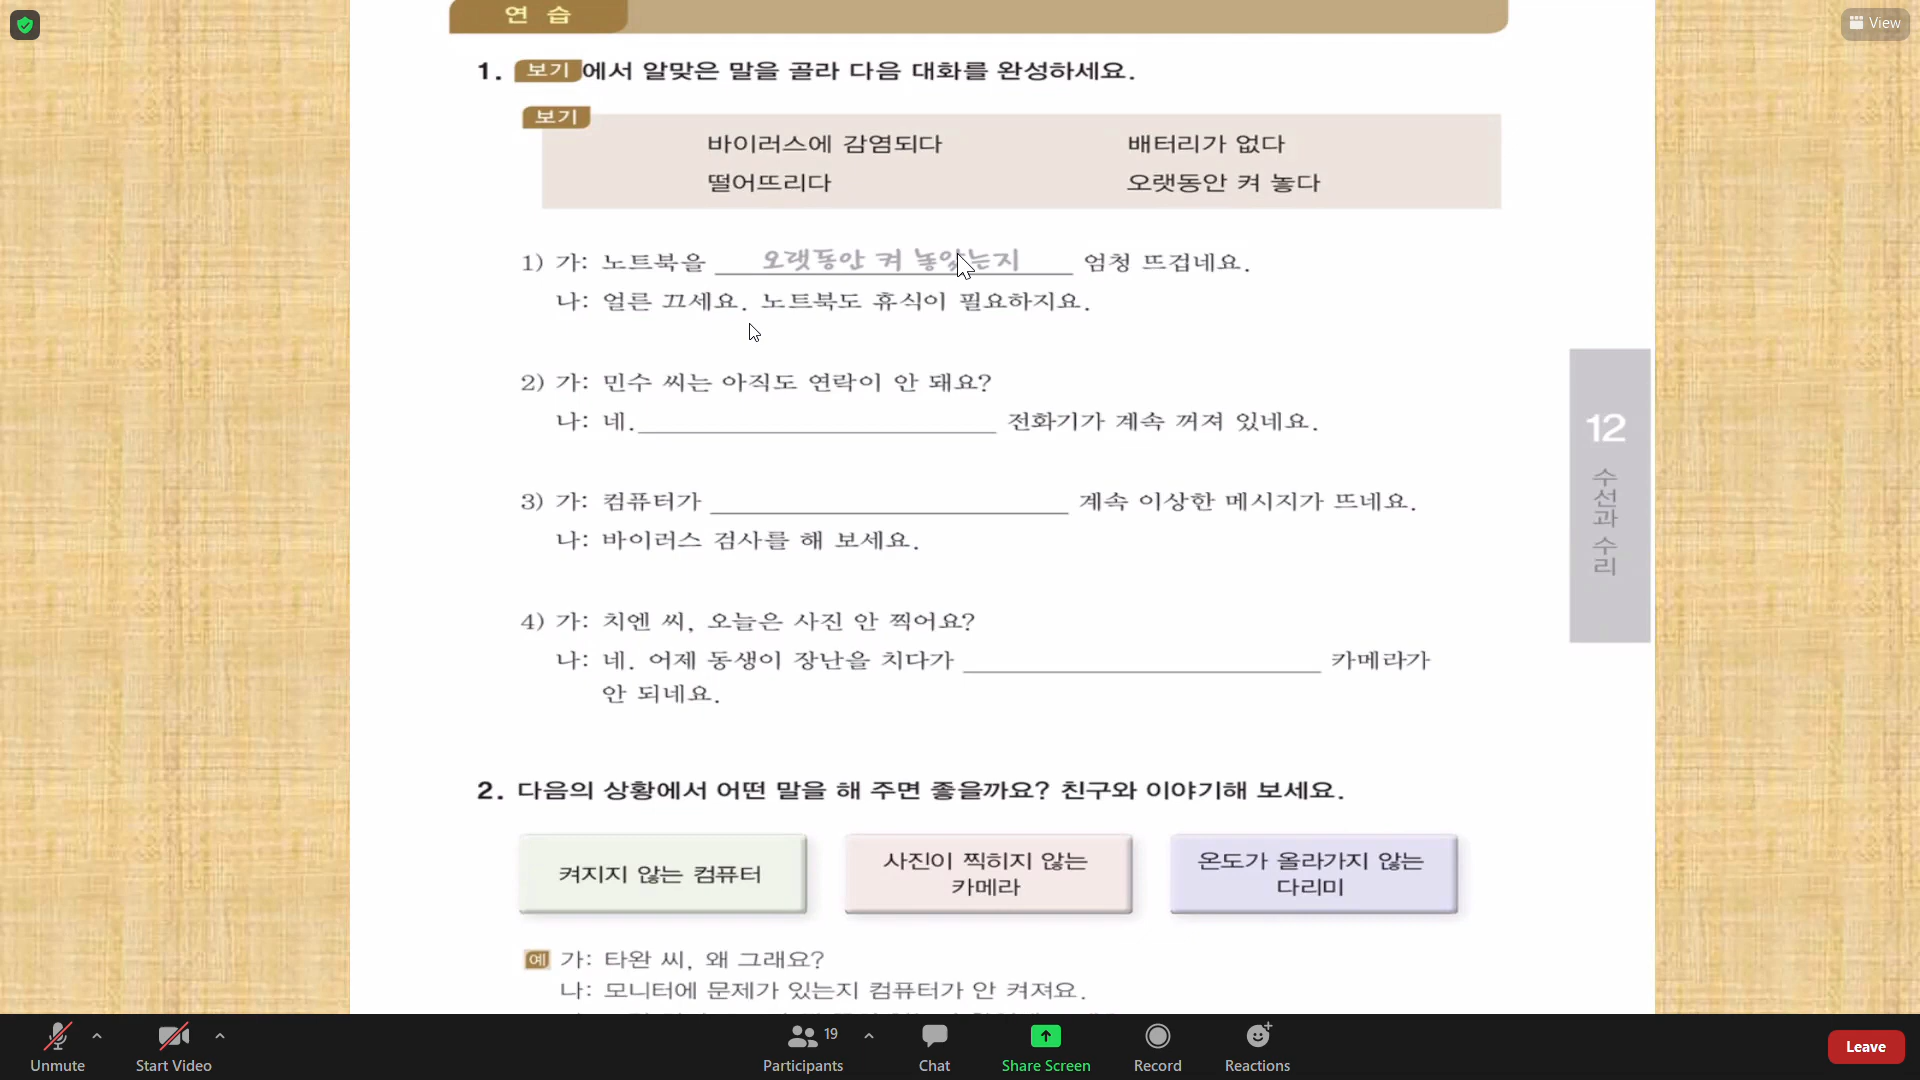 View
연 습
1. 보기 에서 알맞은 말을 골라 다음 대화를 완성하세요.
보기
바이러스에 감염되다 배터리가 없다
떨어뜨리다 오랫동안 켜 놓다
1) 가: 노트북을 오랫동안 켜 놓았는지 엄청 뜨겁네요.
나: 얼른 끄세요. 노트북도 휴식이 필요하지요.
2) 가: 민수 씨는 아직도 연락이 안 돼요?
나: 네. 전화기가 계속 꺼져 있네요.
3) 가: 컴퓨터가 계속 이상한 메시지가 뜨네요.
나: 바이러스 검사를 해 보세요.
4) 가: 치엔 씨, 오늘은 사진 안 찍어요?
나: 네. 어제 동생이 장난을 치다가 카메라가
안 되네요.
12
수선과 수리
2. 다음의 상황에서 어떤 말을 해 주면 좋을까요? 친구와 이야기해 보세요.
켜지지 않는 컴퓨터
사진이 찍히지 않는
카메라
온도가 올라가지 않는
다리미
예 가: 타완 씨, 왜 그래요?
나: 모니터에 문제가 있는지 컴퓨터가 안 켜져요.
Unmute
Start Video
19
Participants
Chat
Share Screen
Record
Reactions
Leave